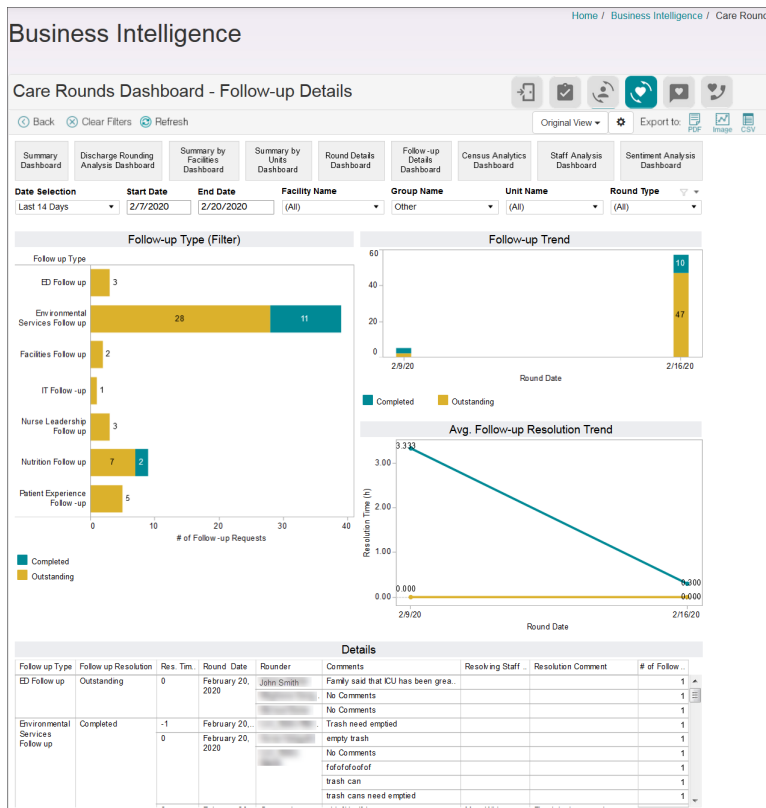 Home / Business Intelligence / Care Round
Business Intelligence
Care Rounds Dashboard - Follow-up Details
Back Clear Filters Refresh
Original View Export to: PDF Image CSV
Summary Dashboard
Discharge Rounding Analysis Dashboard
Summary by Facilities Dashboard
Summary by Units Dashboard
Round Details Dashboard
Follow-up Details Dashboard
Census Analytics Dashboard
Staff Analysis Dashboard
Sentiment Analysis Dashboard
Date Selection Start Date End Date Facility Name Group Name Unit Name Round Type
Last 14 Days 2/7/2020 2/20/2020 (All) Other (All) (All)
Follow-up Type (Filter)
Follow up Type
ED Follow up 3
Environmental Services Follow up 28 11
Facilities Follow up 2
IT Follow -up 1
Nurse Leadership Follow up 3
Nutrition Follow up 7 2
Patient Experience Follow -up 5
0 10 20 30 40
# of Follow -up Requests
Completed
Outstanding
Follow-up Trend
60
40
20
0
10
47
2/9/20 2/16/20
Round Date
Completed Outstanding
Avg. Follow-up Resolution Trend
Resolution Time (h)
3.333
3.00
2.00
1.00
0.00
0.000
0.300
0.000
2/9/20 2/16/20
Round Date
Details
Follow up Type Follow up Resolution Res. Tim.. Round Date Rounder Comments Resolving Staff .. Resolution Comment # of Follow ..
ED Follow up Outstanding 0 February 20, 2020 John Smith Family said that ICU has been grea.. 1
No Comments 1
No Comments 1
Environmental Services Follow up Completed -1 February 20,.. Trash need emptied 1
0 February 20, 2020 empty trash 1
No Comments 1
fofofofoofof 1
trash can 1
trash cans need emptied 1